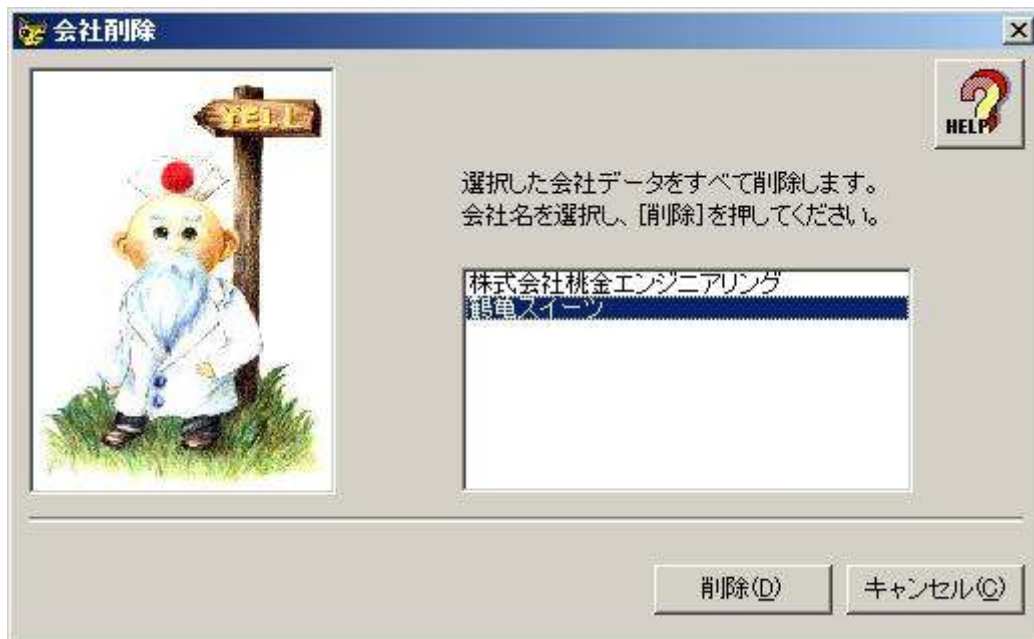 会社削除
YELL
HELP
選択した会社データをすべて削除します。
会社名を選択し、[削除]を押してください。
株式会社桃金エンジニアリング
鶴亀スイーツ
削除(D)
キャンセル(C)